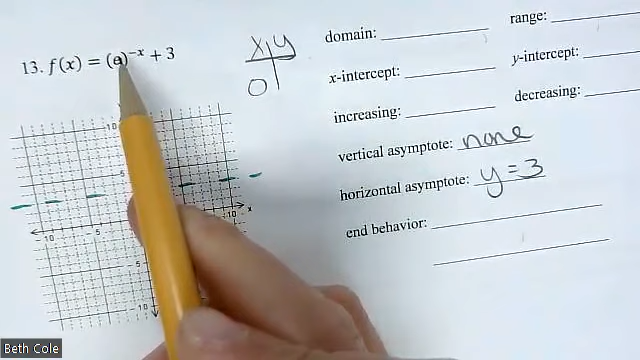 13. f(x) = (e)^{-x} + 3
x y
0
domain:
range:
x-intercept:
y-intercept:
increasing:
decreasing:
vertical asymptote: none
horizontal asymptote: y = 3
end behavior:
10
5
-10
-5
10
x
-5
-10
Beth Cole